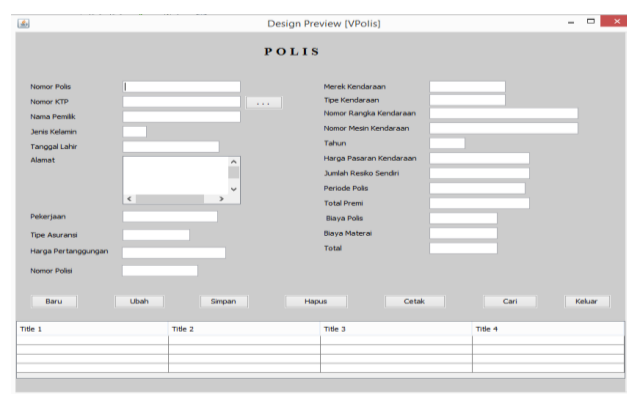 Design Preview [VPolis]
POLIS
Nomor Polis
Nomor KTP
...
Nama Pemilik
Jenis Kelamin
Tanggal Lahir
Alamat
Pekerjaan
Tipe Asuransi
Harga Pertanggungan
Nomor Polisi
Merek Kendaraan
Tipe Kendaraan
Nomor Rangka Kendaraan
Nomor Mesin Kendaraan
Tahun
Harga Pasaran Kendaraan
Jumlah Resiko Sendiri
Periode Polis
Total Premi
Biaya Polis
Biaya Materai
Total
Baru Ubah Simpan Hapus Cetak Cari Keluar
Title 1 Title 2 Title 3 Title 4